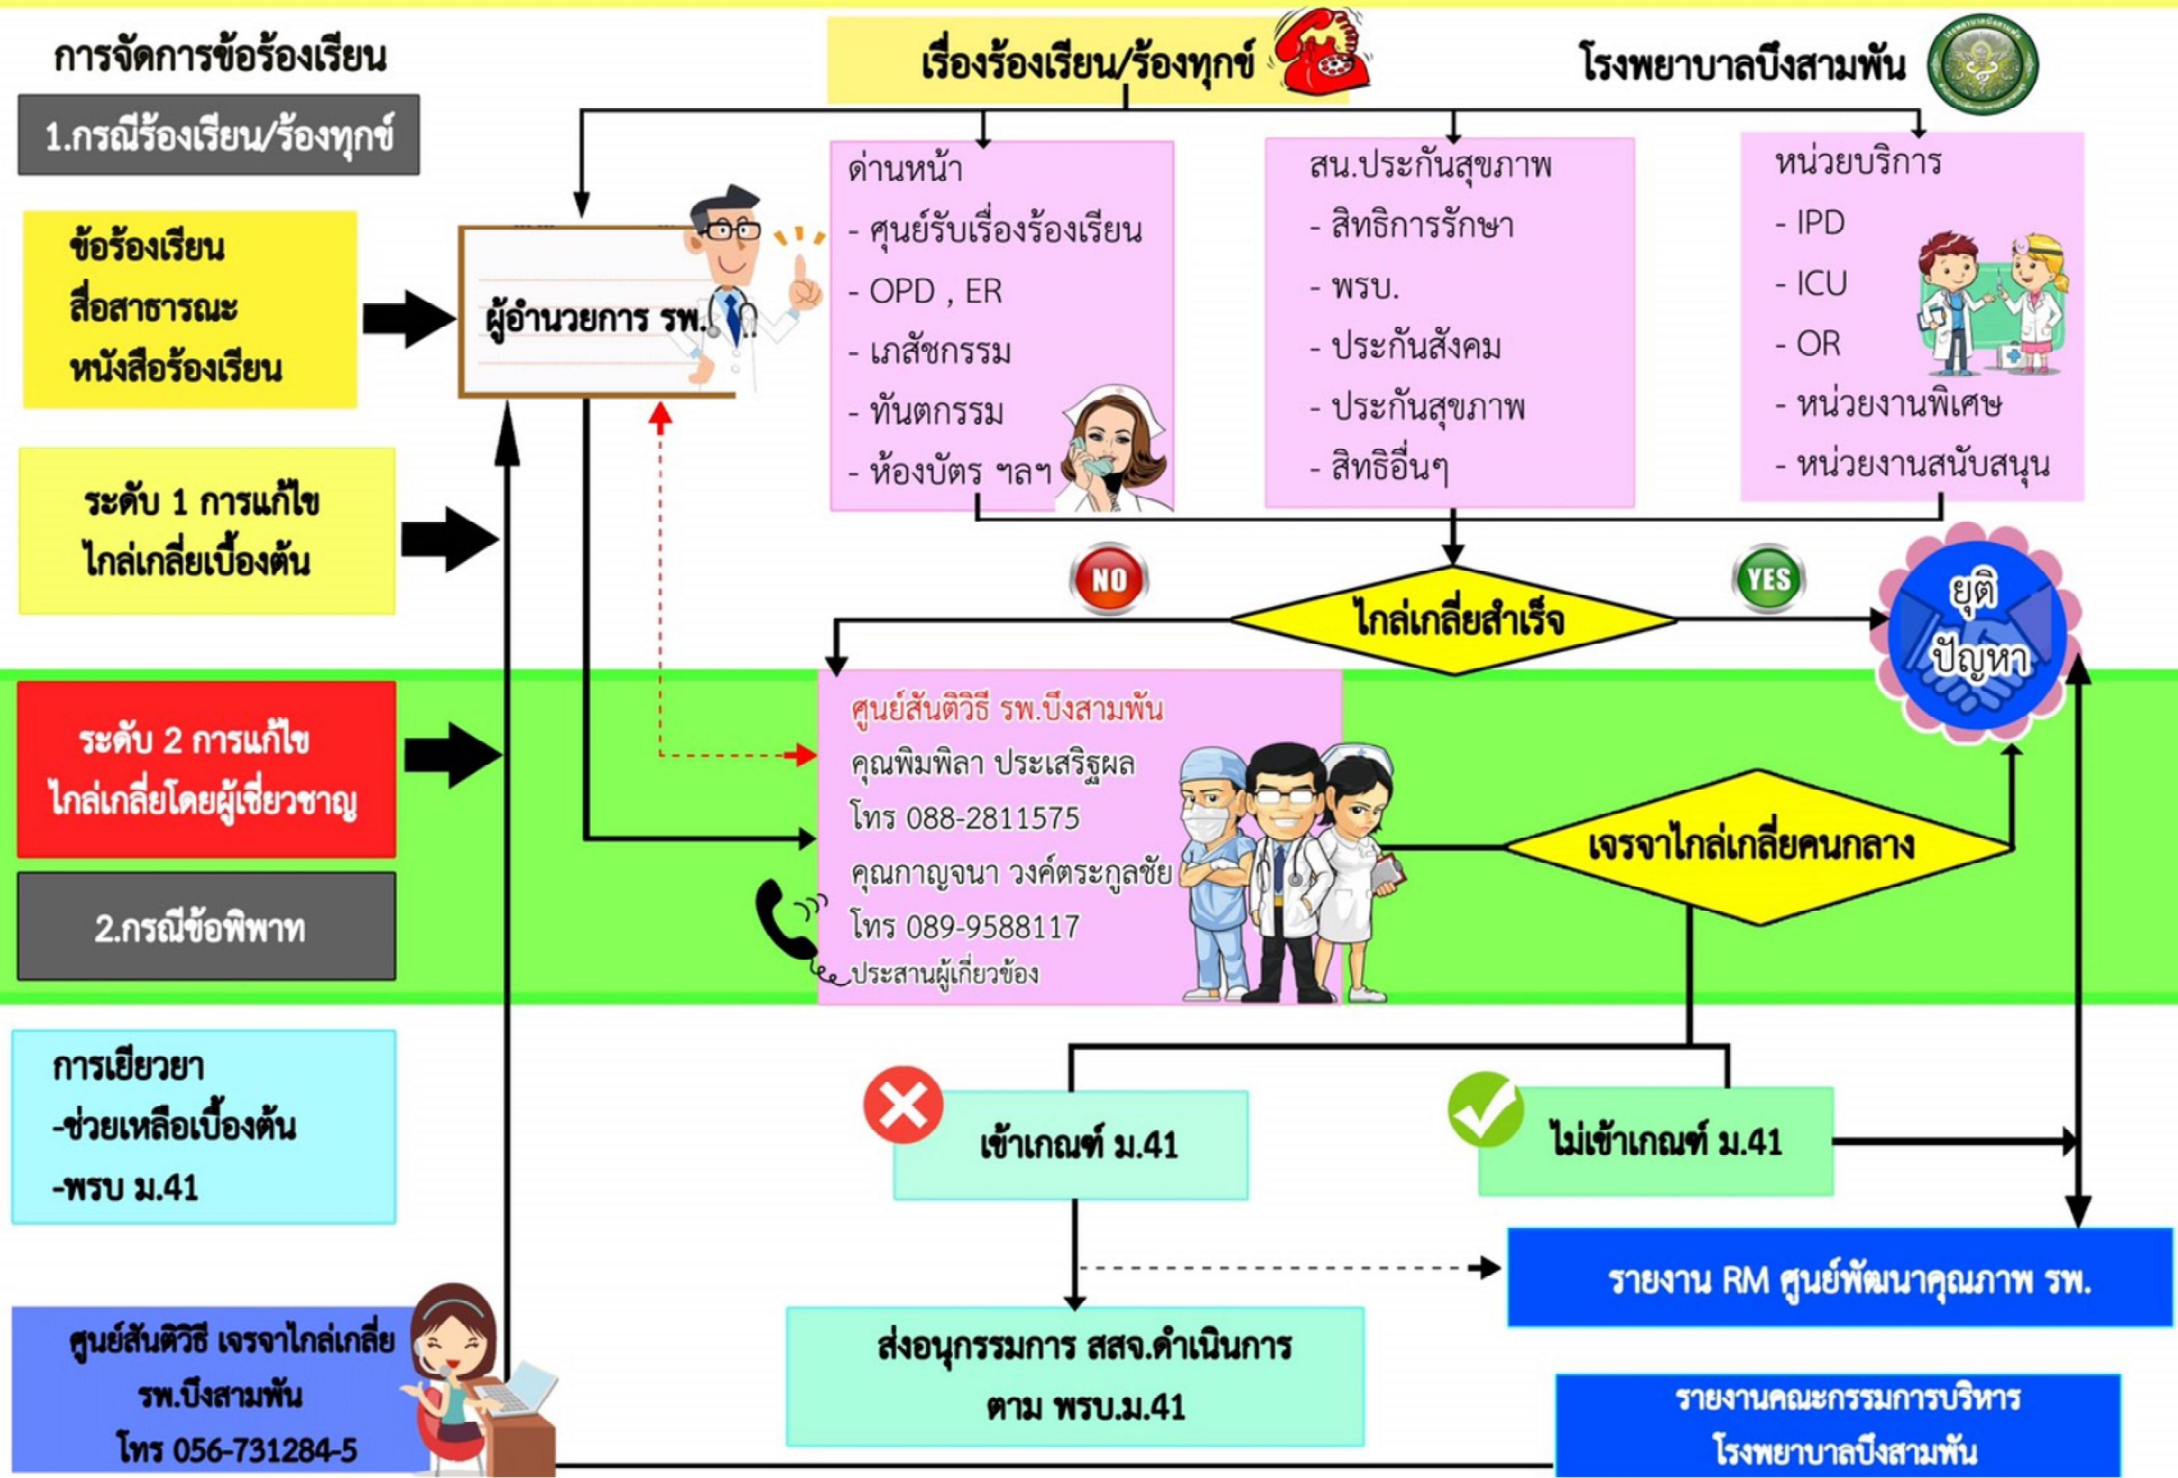 การจัดการข้อร้องเรียน
เรื่องร้องเรียน/ร้องทุกข์
โรงพยาบาลบึงสามพัน
1.กรณีร้องเรียน/ร้องทุกข์
ข้อร้องเรียน
สื่อสาธารณะ
หนังสือร้องเรียน
ผู้อำนวยการ รพ.
ด่านหน้า
- ศุนย์รับเรื่องร้องเรียน
- OPD , ER
- เภสัชกรรม
- ทันตกรรม
- ห้องบัตร ฯลฯ
สน.ประกันสุขภาพ
- สิทธิการรักษา
- พรบ.
- ประกันสังคม
- ประกันสุขภาพ
- สิทธิอื่นๆ
หน่วยบริการ
- IPD
- ICU
- OR
- หน่วยงานพิเศษ
- หน่วยงานสนับสนุน
ระดับ 1 การแก้ไข
ไกล่เกลี่ยเบื้องต้น
NO
ไกล่เกลี่ยสำเร็จ
YES
ยุติ
ปัญหา
ระดับ 2 การแก้ไข
ไกล่เกลี่ยโดยผู้เชี่ยวชาญ
2.กรณีข้อพิพาท
ศูนย์สันติวิธี รพ.บึงสามพัน
คุณพิมพิลา ประเสริฐผล
โทร 088-2811575
คุณกาญจนา วงค์ตระกูลชัย
โทร 089-9588117
ประสานผู้เกี่ยวข้อง
เจรจาไกล่เกลี่ยคนกลาง
การเยียวยา
-ช่วยเหลือเบื้องต้น
-พรบ ม.41
เข้าเกณฑ์ ม.41
ไม่เข้าเกณฑ์ ม.41
รายงาน RM ศูนย์พัฒนาคุณภาพ รพ.
ส่งอนุกรรมการ สสจ.ดำเนินการ
ตาม พรบ.ม.41
ศูนย์สันติวิธี เจรจาไกล่เกลี่ย
รพ.บึงสามพัน
โทร 056-731284-5
รายงานคณะกรรมการบริหาร
โรงพยาบาลบึงสามพัน